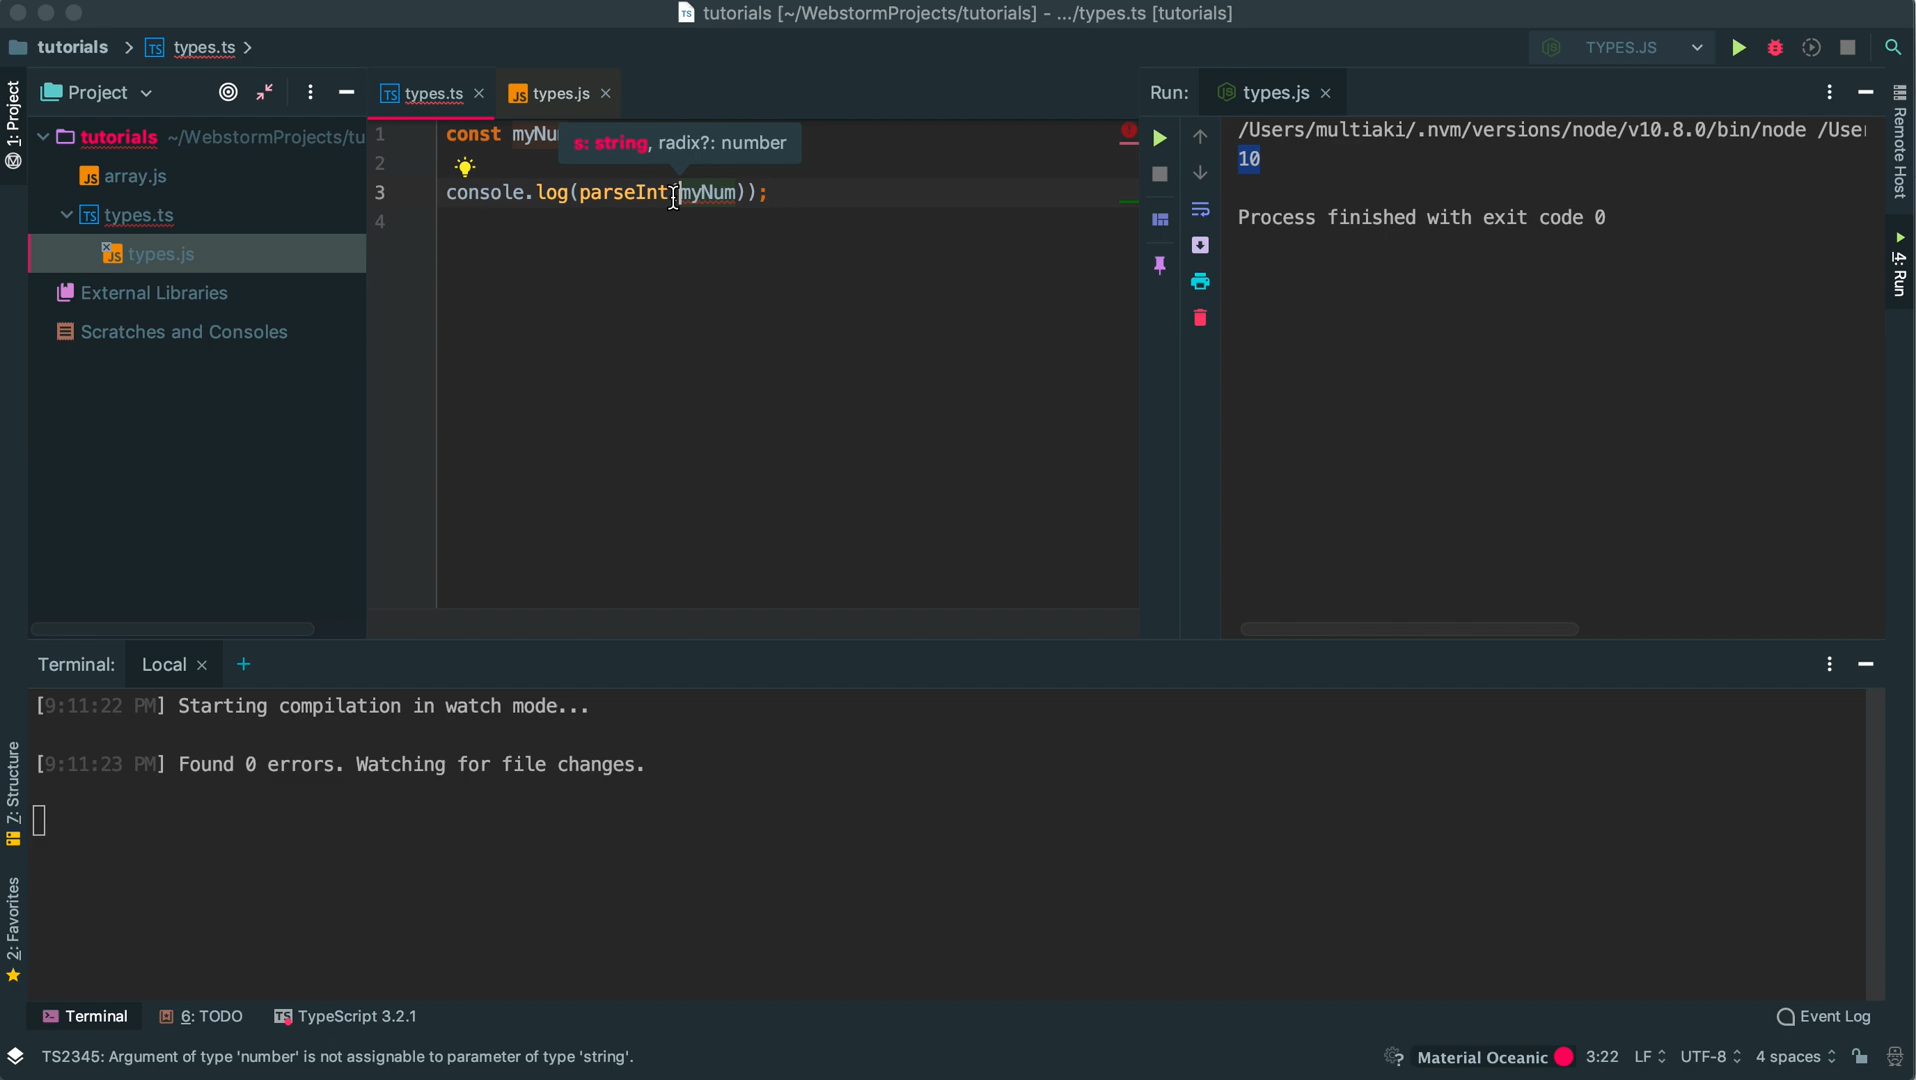 tutorials [~/WebstormProjects/tutorials] - .../types.ts [tutorials]
tutorials
types.ts
TYPES.JS
1: Project
Project
types.ts
types.js
Run:
types.js
Remote Host
4: Run
tutorials ~/WebstormProjects/tu
array.js
types.ts
types.js
External Libraries
Scratches and Consoles
1 const myNu
s: string, radix?: number
2
3 console.log(parseInt(myNum));
4
/Users/multiaki/.nvm/versions/node/v10.8.0/bin/node /User
10
Process finished with exit code 0
Terminal:
Local
[9:11:22 PM] Starting compilation in watch mode...
[9:11:23 PM] Found 0 errors. Watching for file changes.
7: Structure
2: Favorites
Terminal
6: TODO
TypeScript 3.2.1
Event Log
TS2345: Argument of type 'number' is not assignable to parameter of type 'string'.
Material Oceanic
3:22
LF
UTF-8
4 spaces